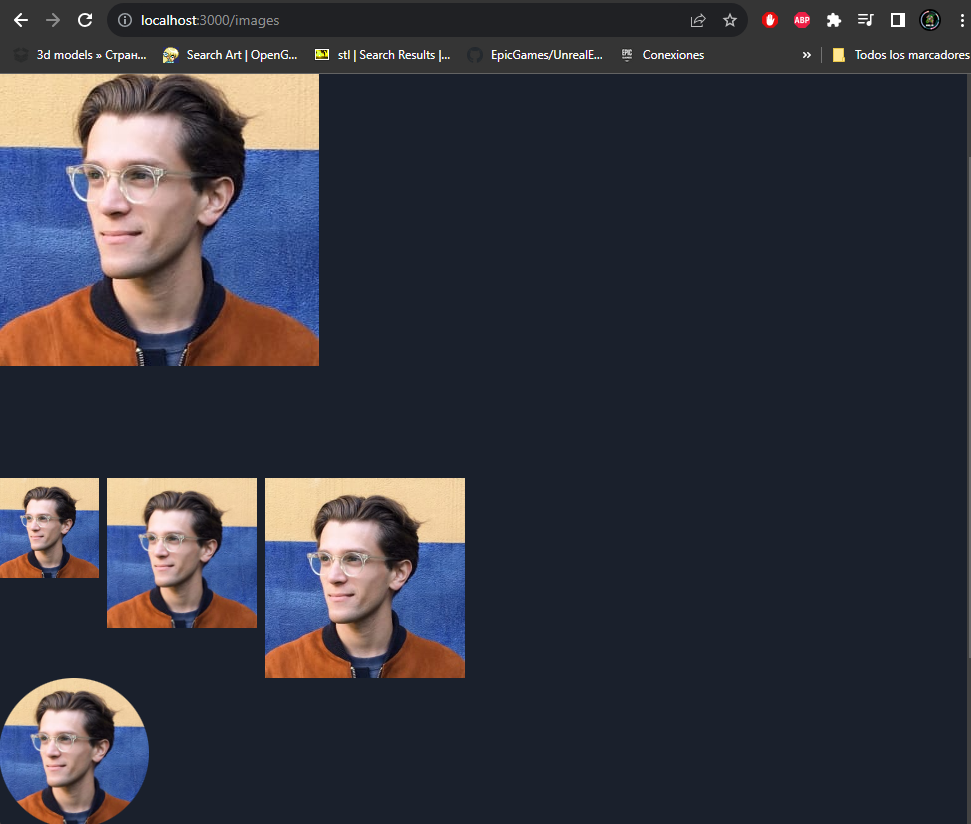 localhost:3000/images
ABP
3d models » Стран... Search Art | OpenG... stl | Search Results |... EpicGames/UnrealE... EPIC Conexiones » Todos los marcadores